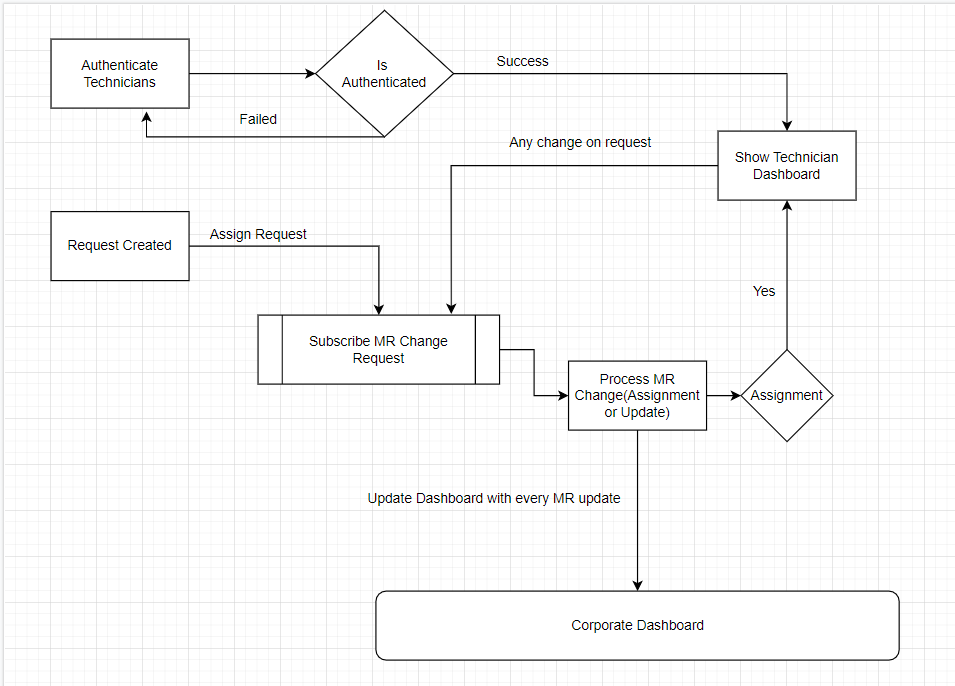 Authenticate
Technicians
Is
Authenticated
Success
Failed
Any change on request
Show Technician
Dashboard
Request Created
Assign Request
Yes
Subscribe MR Change
Request
Process MR
Change(Assignment
or Update)
Assignment
Update Dashboard with every MR update
Corporate Dashboard